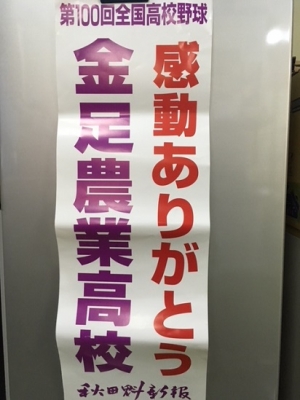 第100回全国高校野球
感動ありがとう
金足農業高校
秋田魁新報